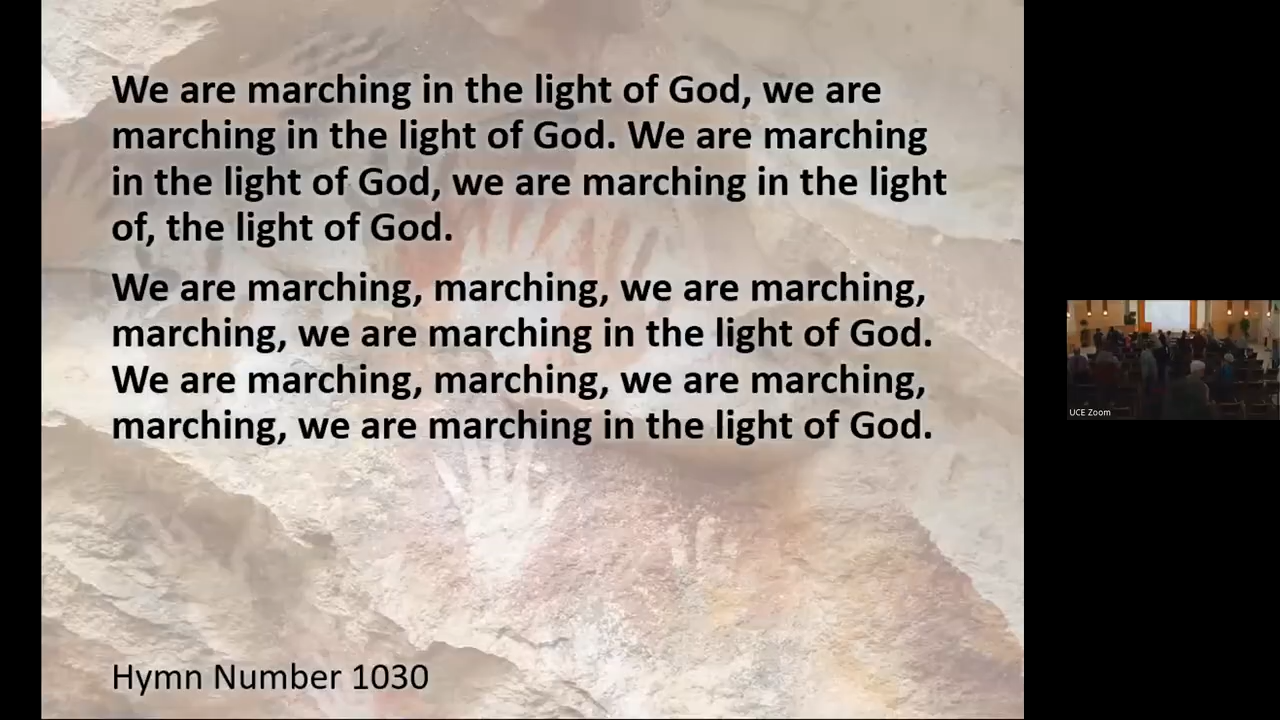 We are marching in the light of God, we are
marching in the light of God. We are marching
in the light of God, we are marching in the light
of, the light of God.
We are marching, marching, we are marching,
marching, we are marching in the light of God.
We are marching, marching, we are marching,
marching, we are marching in the light of God.
Hymn Number 1030
UCE Zoom